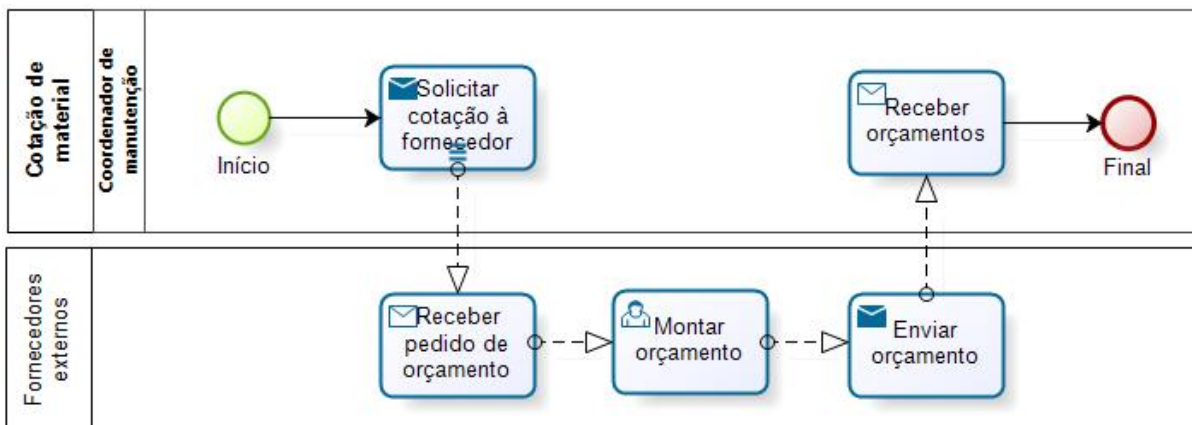 Cotação de
material
Coordenador de
manutenção
Início
Solicitar
cotação à
fornecedor
Receber
orçamentos
Final
Fornecedores
externos
Receber
pedido de
orçamento
Montar
orçamento
Enviar
orçamento